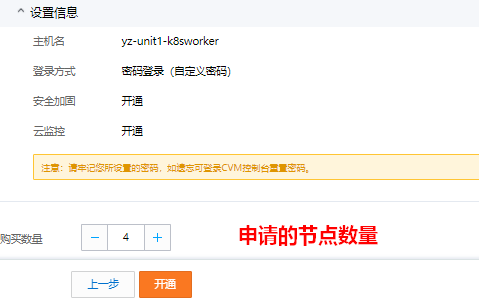 设置信息
主机名 yz-unit1-k8sworker
登录方式 密码登录（自定义密码）
安全加固 开通
云监控 开通
注意：请牢记您所设置的密码，如遗忘可登录CVM控制台重置密码。
购买数量 − 4 + 申请的节点数量
上一步 开通